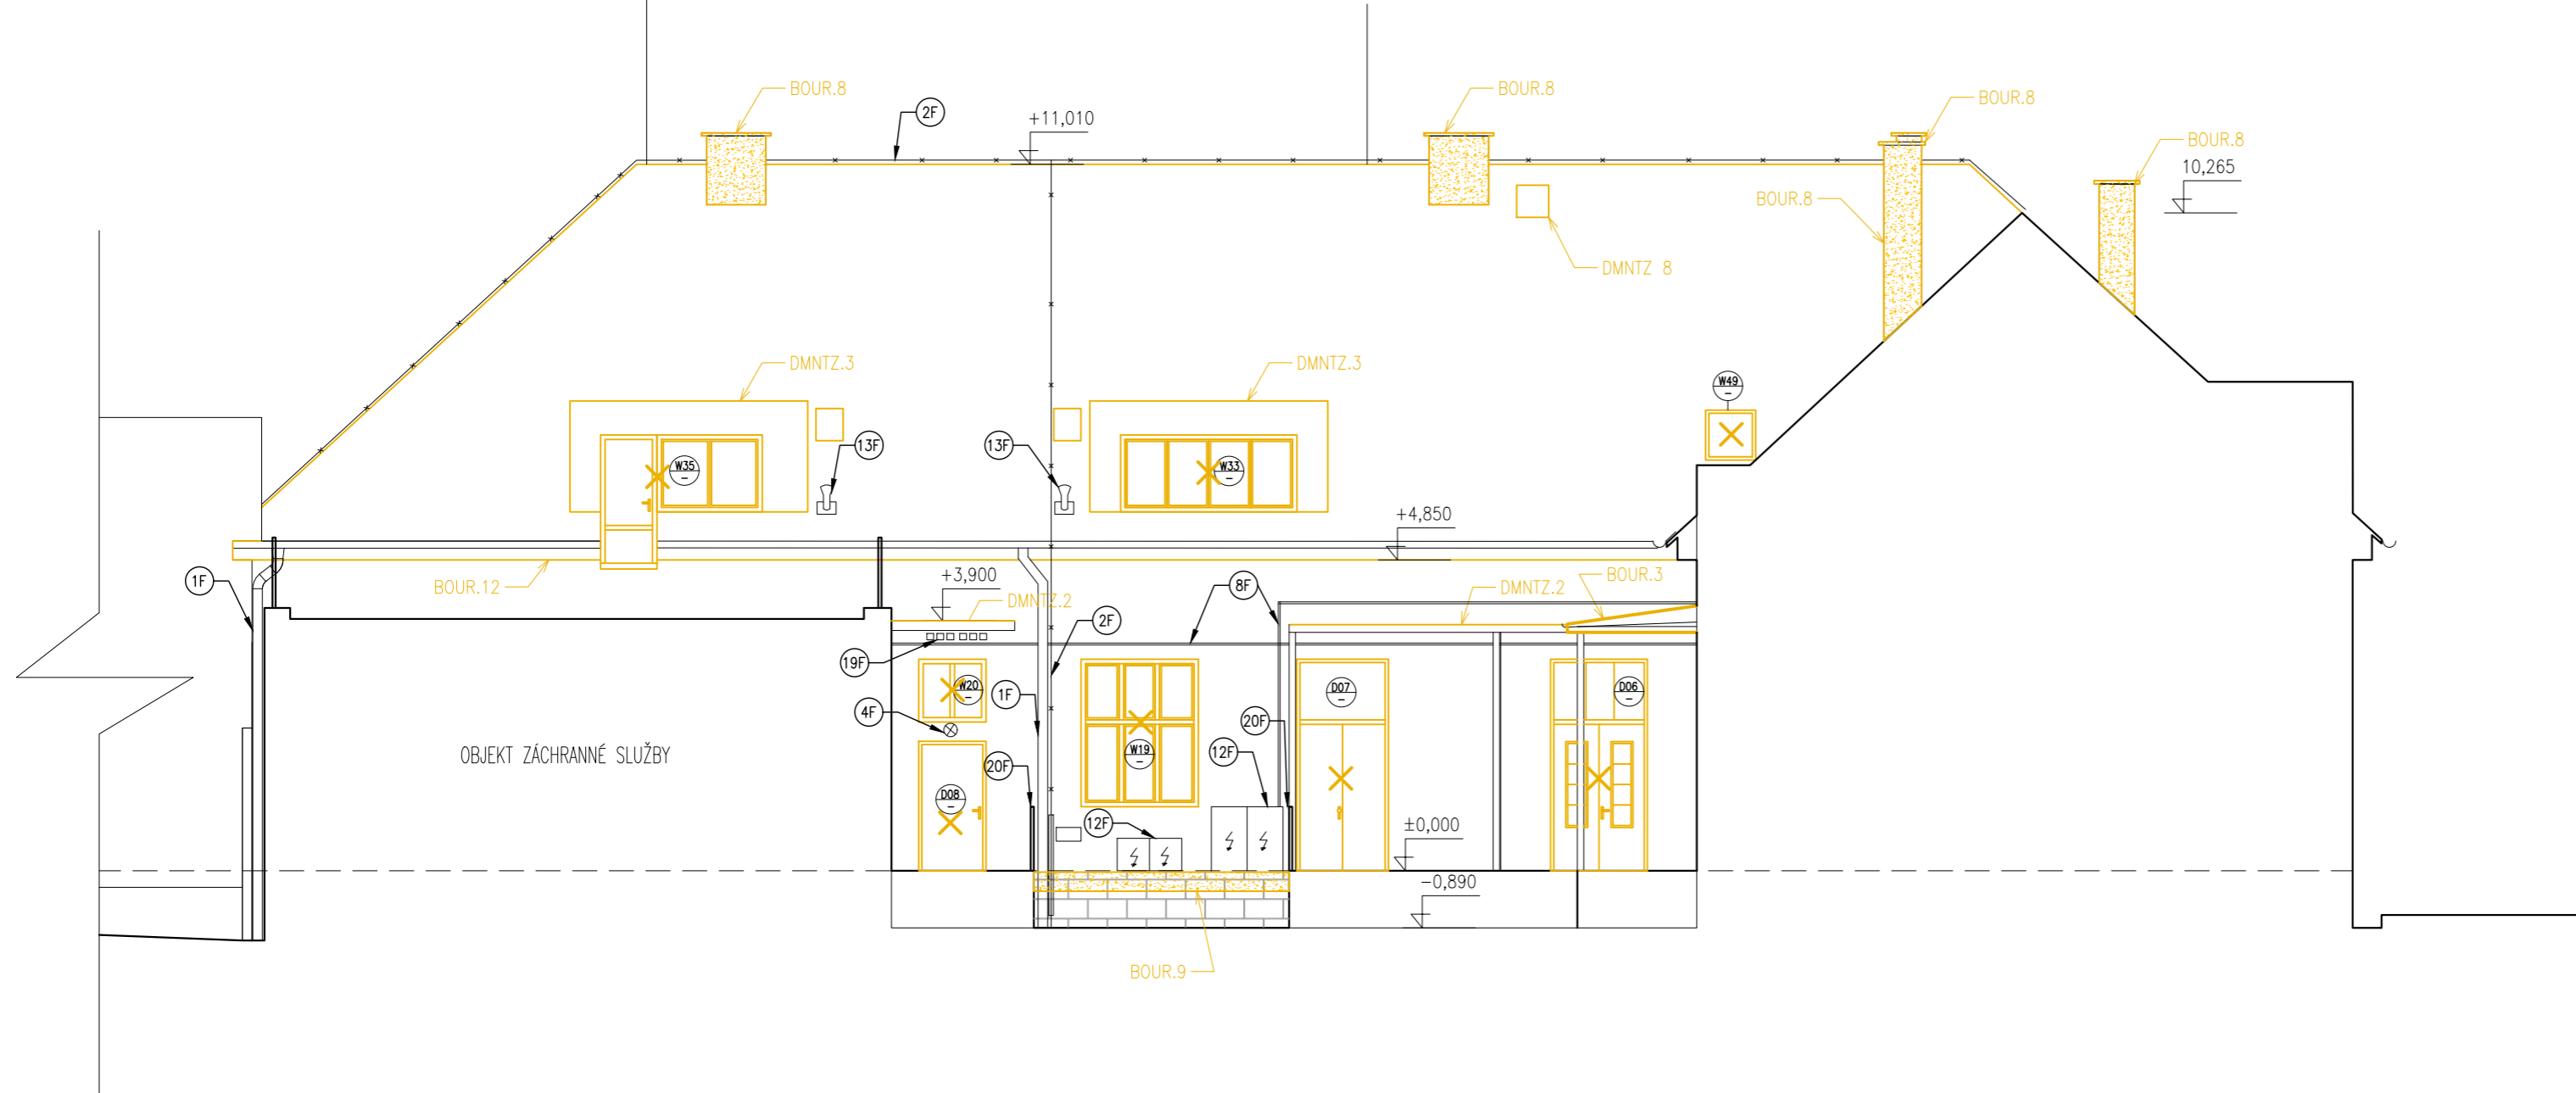 BOUR.8
BOUR.8
BOUR.8
2F
+11,010
BOUR.8
10,265
BOUR.8
DMNTZ 8
DMNTZ.3
DMNTZ.3
W49
–
13F
13F
W35
–
W33
–
+4,850
1F
BOUR.12
+3,900
DMNTZ.2
8F
DMNTZ.2
BOUR.3
2F
19F
W20
–
1F
D07
–
D06
–
4F
20F
OBJEKT ZÁCHRANNÉ SLUŽBY
W19
–
12F
20F
D08
–
12F
±0,000
−0,890
BOUR.9